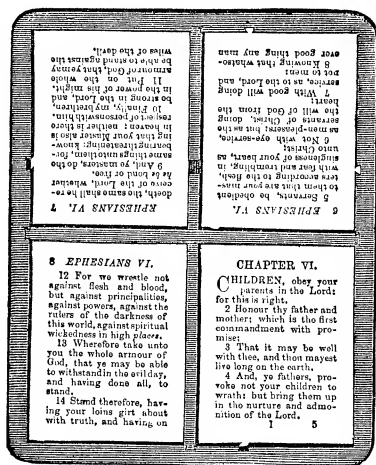 CHAPTER VI.
CHILDREN, obey your
parents in the Lord:
for this is right.
2 Honour thy father and
mother; which is the first
commandment with pro-
mise;
3 That it may be well
with thee, and thou mayest
live long on the earth.
4 And, ye fathers, pro-
voke not your children to
wrath: but bring them up
in the nurture and admo-
nition of the Lord.
1 5
6 EPHESIANS VI.
5 Servants, be obedient
to them that are your mas-
ters according to the flesh,
with fear and trembling, in
singleness of your heart, as
unto Christ;
6 Not with eye-service,
as men-pleasers; but as the
servants of Christ, doing
the will of God from the
heart;
7 With good will doing
service, as to the Lord, and
not to men:
8 Knowing that whatso-
ever good thing any man
EPHESIANS VI. 7
doeth, the same shall he re-
ceive of the Lord, whether
he be bond or free.
9 And, ye masters, do the
same things unto them, for-
bearing threatening: know-
ing that your Master also
is in heaven; neither is there
respect of persons with him.
10 Finally, my brethren,
be strong in the Lord, and
in the power of his might.
11 Put on the whole
armour of God, that ye may
be able to stand against the
wiles of the devil.
8 EPHESIANS VI.
12 For we wrestle not
against flesh and blood,
but against principalities,
against powers, against the
rulers of the darkness of
this world, against spiritual
wickedness in high places.
13 Wherefore take unto
you the whole armour of
God, that ye may be able
to withstand in the evil day,
and having done all, to
stand.
14 Stand therefore, hav-
ing your loins girt about
with truth, and having on